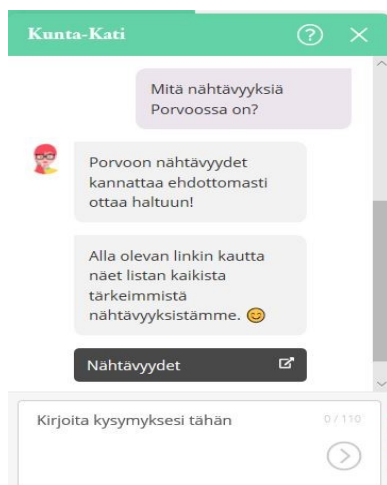 Kunta-Kati
Mitä nähtävyyksiä
Porvoossa on?
Porvoon nähtävyydet
kannattaa ehdottomasti
ottaa haltuun!
Alla olevan linkin kautta
näet listan kaikista
tärkeimmistä
nähtävyyksistämme. 😊
Nähtävyydet
Kirjoita kysymyksesi tähän
0 / 110